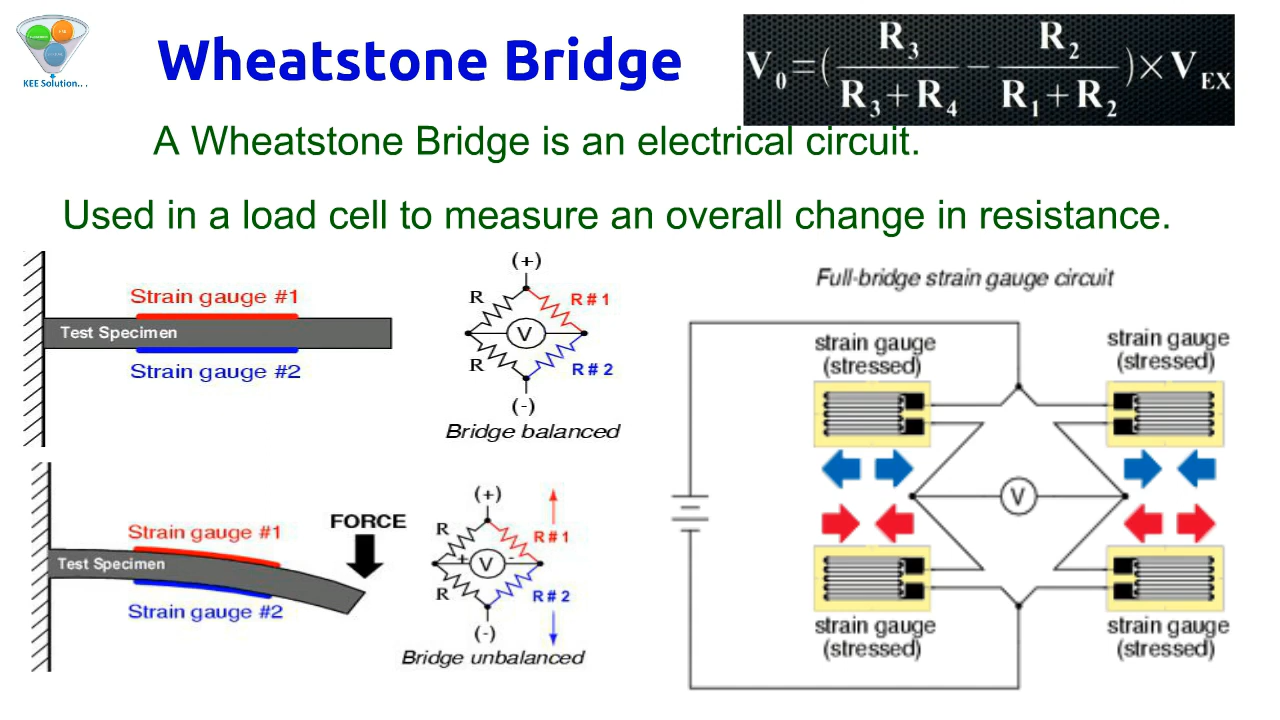 KEE Solution.. .
Wheatstone Bridge
V0=(R3/R3+R4 − R2/R1+R2)×VEX
A Wheatstone Bridge is an electrical circuit.
Used in a load cell to measure an overall change in resistance.
Strain gauge #1
Test Specimen
Strain gauge #2
(+)
R
R # 1
V
R
R # 2
(-)
Bridge balanced
Strain gauge #1
FORCE
Test Specimen
Strain gauge #2
(+)
R
R # 1
+ V -
R
R # 2
(-)
Bridge unbalanced
Full-bridge strain gauge circuit
strain gauge
(stressed)
strain gauge
(stressed)
V
strain gauge
(stressed)
strain gauge
(stressed)